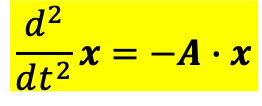 d²/dt² x = −A · x